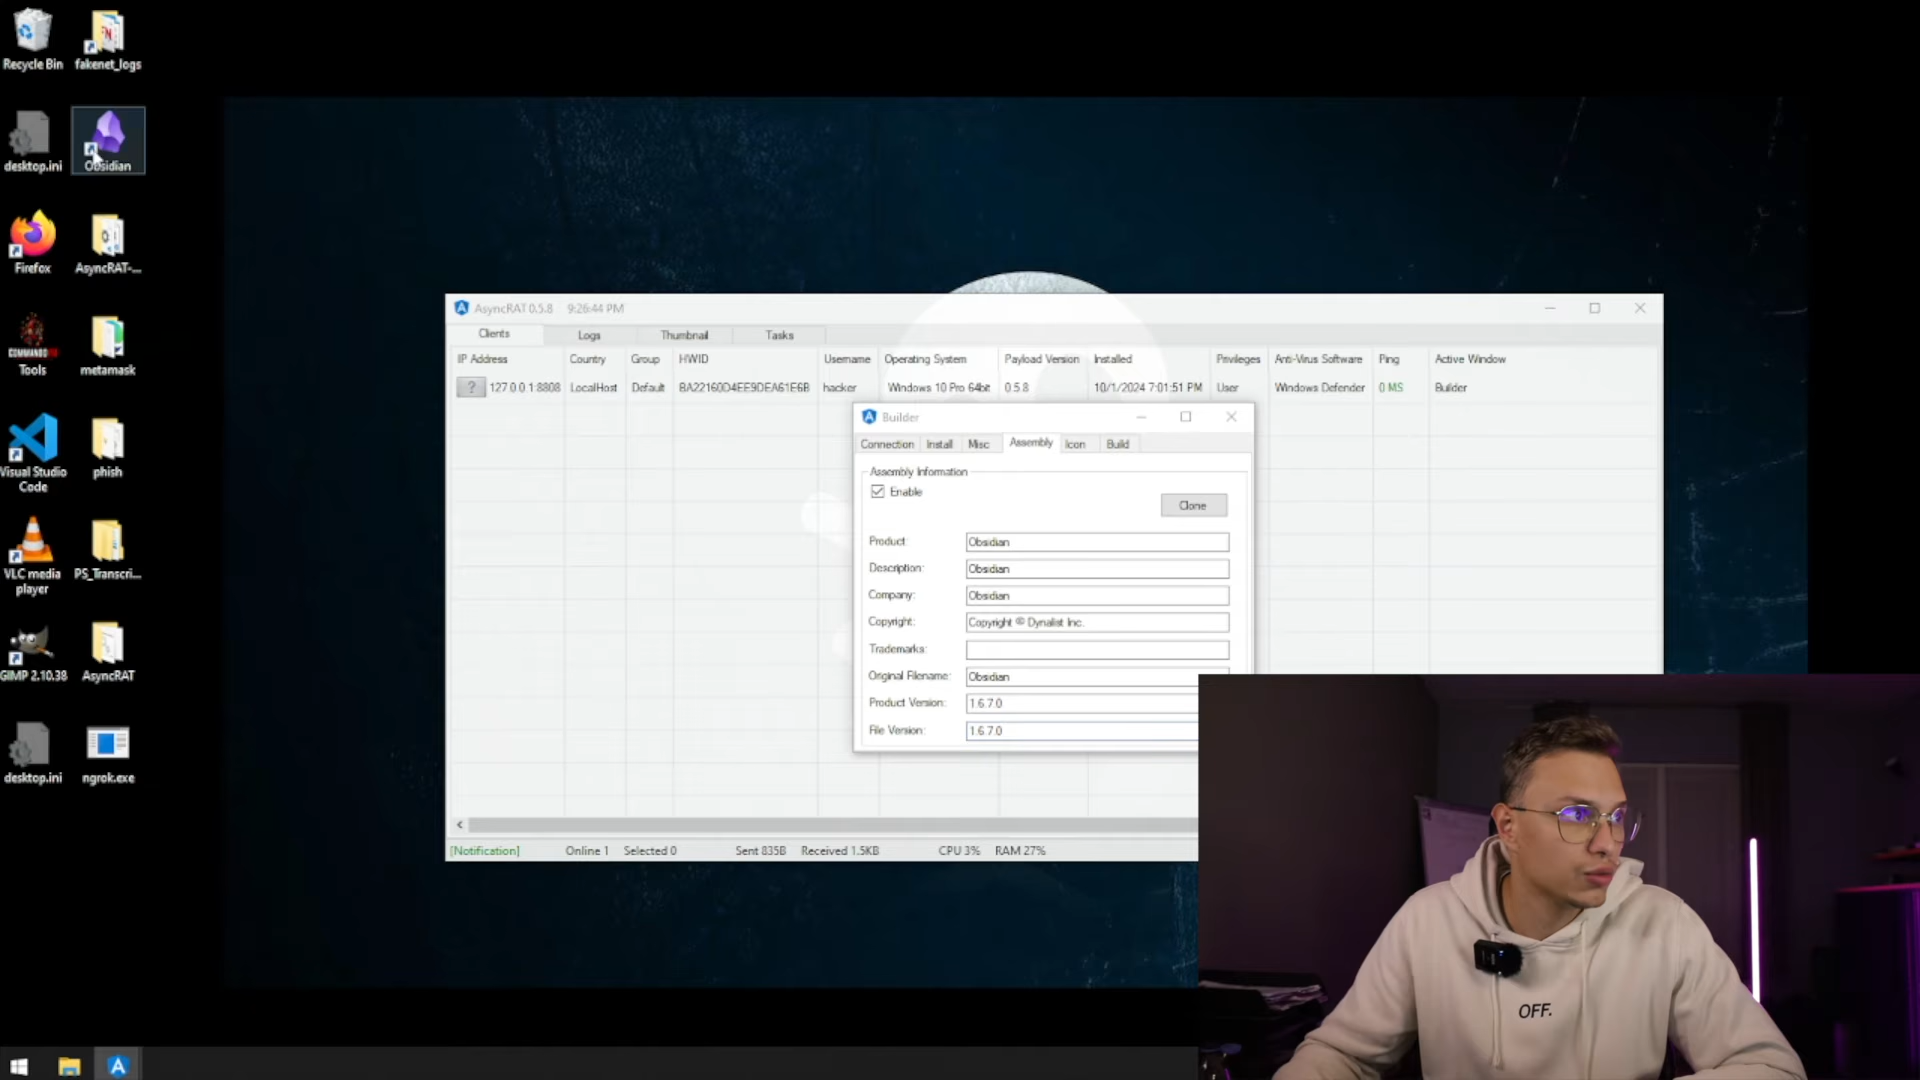 Recycle Bin
fakenet_logs
desktop.ini
Obsidian
Firefox
AsyncRAT-...
COMMANDO
Tools
metamask
Visual Studio
Code
phish
VLC media
player
PS_Transcri...
GIMP 2.10.38
AsyncRAT
desktop.ini
ngrok.exe
AsyncRAT 0.5.8 9:26:44 PM
Clients Logs Thumbnail Tasks
IP Address Country Group HWID Username Operating System Payload Version Installed Privileges Anti-Virus Software Ping Active Window
? 127.0.0.1:8808 LocalHost Default BA22160D4EE9DEA61E6B hacker Windows 10 Pro 64bit 0.5.8 10/1/2024 7:01:51 PM User Windows Defender 0 MS Builder
Builder
Connection Install Misc Assembly Icon Build
Assembly Information
Enable
Clone
Product: Obsidian
Description: Obsidian
Company: Obsidian
Copyright: Copyright © Dynalist Inc.
Trademarks:
Original Filename: Obsidian
Product Version: 1.6.7.0
File Version: 1.6.7.0
[Notification] Online 1 Selected 0 Sent 835B Received 1.5KB CPU 3% RAM 27%
OFF.